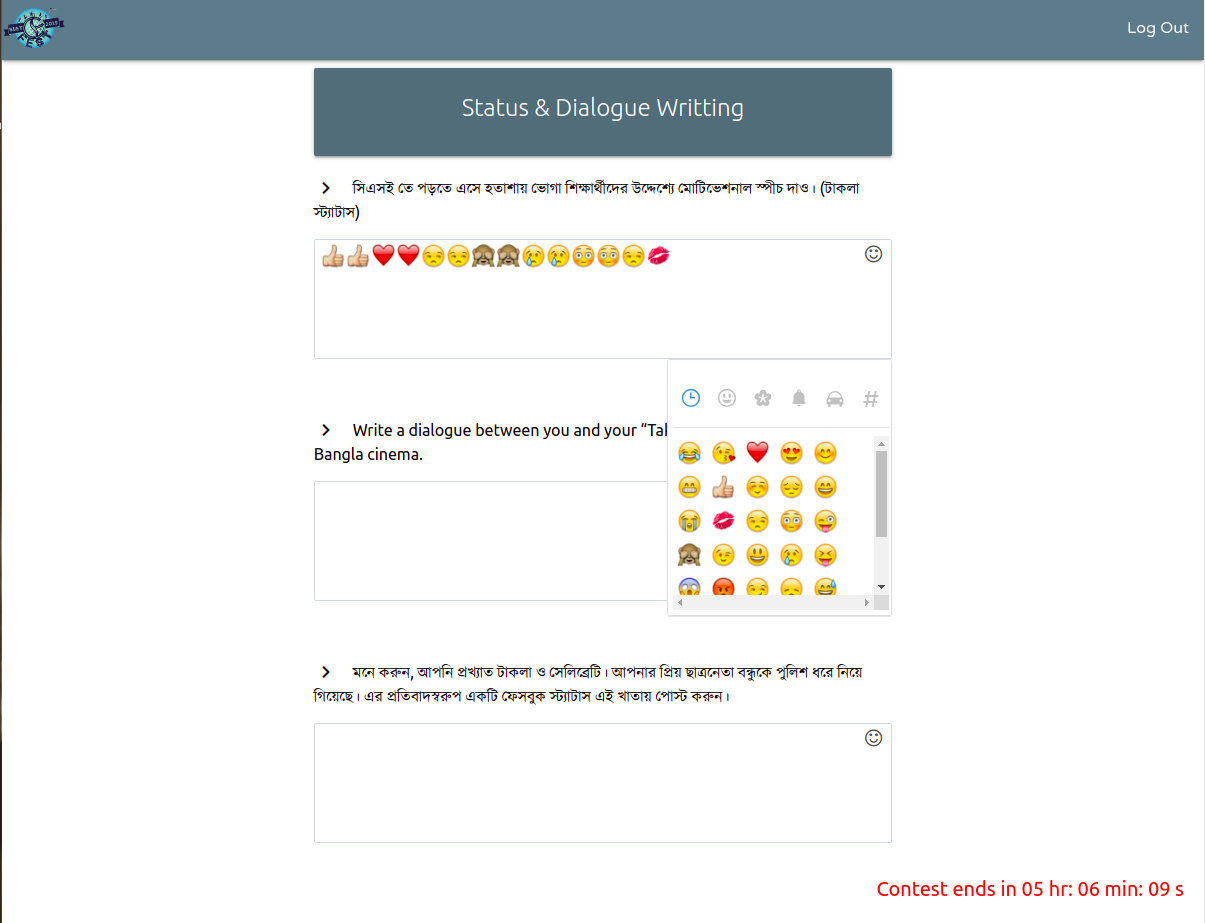 Log Out
Status & Dialogue Writting
সিএসই তে পড়তে এসে হতাশায় ভোগা শিক্ষার্থীদের উদ্দেশ্যে মোটিভেশনাল স্পীচ দাও। (টাকলা
স্ট্যাটাস)
Write a dialogue between you and your “Tal
Bangla cinema.
মনে করুন, আপনি প্রখ্যাত টাকলা ও সেলিব্রেটি। আপনার প্রিয় ছাত্রনেতা বন্ধুকে পুলিশ ধরে নিয়ে
গিয়েছে। এর প্রতিবাদস্বরুপ একটি ফেসবুক স্ট্যাটাস এই খাতায় পোস্ট করুন।
Contest ends in 05 hr: 06 min: 09 s